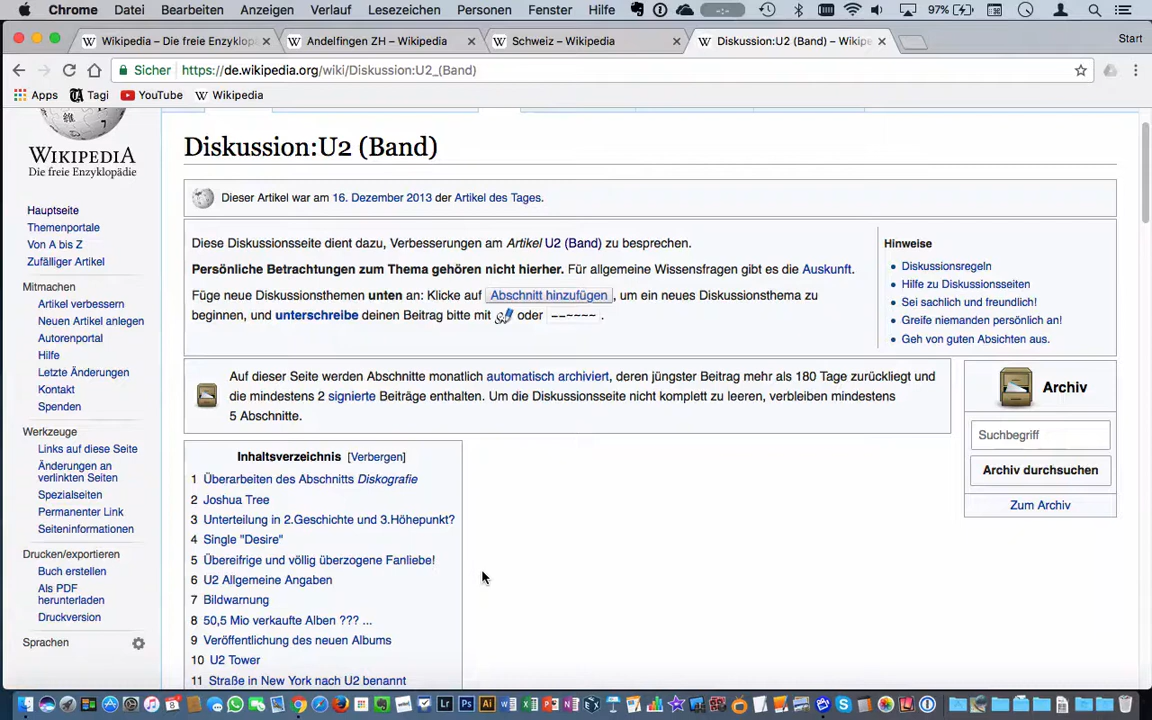 Chrome Datei Bearbeiten Anzeigen Verlauf Lesezeichen Personen Fenster Hilfe 97%
Wikipedia – Die freie Enzyklop Andelfingen ZH – Wikipedia Schweiz – Wikipedia Diskussion:U2 (Band) – Wikipe Start
Sicher https://de.wikipedia.org/wiki/Diskussion:U2_(Band)
Apps Tagi YouTube Wikipedia
WIKIPEDIA
Die freie Enzyklopädie
Hauptseite
Themenportale
Von A bis Z
Zufälliger Artikel
Mitmachen
Artikel verbessern
Neuen Artikel anlegen
Autorenportal
Hilfe
Letzte Änderungen
Kontakt
Spenden
Werkzeuge
Links auf diese Seite
Änderungen an
verlinkten Seiten
Spezialseiten
Permanenter Link
Seiteninformationen
Drucken/exportieren
Buch erstellen
Als PDF
herunterladen
Druckversion
Sprachen
Diskussion:U2 (Band)
Dieser Artikel war am 16. Dezember 2013 der Artikel des Tages.
Diese Diskussionsseite dient dazu, Verbesserungen am Artikel U2 (Band) zu besprechen.
Persönliche Betrachtungen zum Thema gehören nicht hierher. Für allgemeine Wissensfragen gibt es die Auskunft.
Füge neue Diskussionsthemen unten an: Klicke auf Abschnitt hinzufügen, um ein neues Diskussionsthema zu
beginnen, und unterschreibe deinen Beitrag bitte mit oder --~~~~ .
Hinweise
Diskussionsregeln
Hilfe zu Diskussionsseiten
Sei sachlich und freundlich!
Greife niemanden persönlich an!
Geh von guten Absichten aus.
Auf dieser Seite werden Abschnitte monatlich automatisch archiviert, deren jüngster Beitrag mehr als 180 Tage zurückliegt und
die mindestens 2 signierte Beiträge enthalten. Um die Diskussionsseite nicht komplett zu leeren, verbleiben mindestens
5 Abschnitte.
Archiv
Suchbegriff
Archiv durchsuchen
Zum Archiv
Inhaltsverzeichnis [Verbergen]
1 Überarbeiten des Abschnitts Diskografie
2 Joshua Tree
3 Unterteilung in 2.Geschichte und 3.Höhepunkt?
4 Single "Desire"
5 Übereifrige und völlig überzogene Fanliebe!
6 U2 Allgemeine Angaben
7 Bildwarnung
8 50,5 Mio verkaufte Alben ??? ...
9 Veröffentlichung des neuen Albums
10 U2 Tower
11 Straße in New York nach U2 benannt